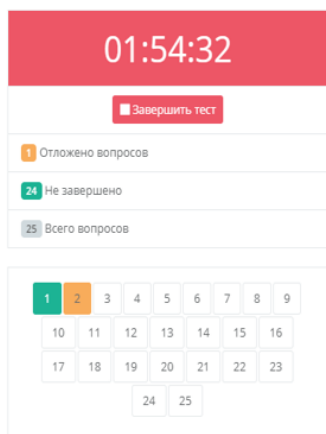 01:54:32
Завершить тест
1 Отложено вопросов
24 Не завершено
25 Всего вопросов
1 2 3 4 5 6 7 8 9
10 11 12 13 14 15 16
17 18 19 20 21 22 23
24 25